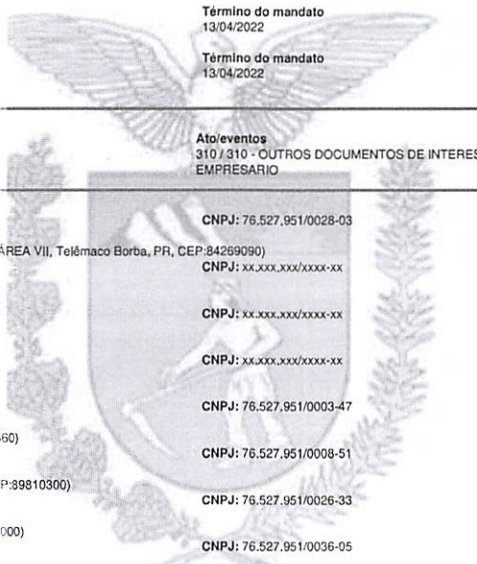 Término do mandato
13/04/2022
Término do mandato
13/04/2022
Ato/eventos
310 / 310 - OUTROS DOCUMENTOS DE INTERES
EMPRESARIO
CNPJ: 76.527.951/0028-03
ÁREA VII, Telêmaco Borba, PR, CEP:84269090)
CNPJ: xx.xxx.xxx/xxxx-xx
CNPJ: xx.xxx.xxx/xxxx-xx
CNPJ: xx.xxx.xxx/xxxx-xx
CNPJ: 76.527.951/0003-47
60)
CNPJ: 76.527.951/0008-51
P:89810300)
CNPJ: 76.527.951/0026-33
000)
CNPJ: 76.527.951/0036-05